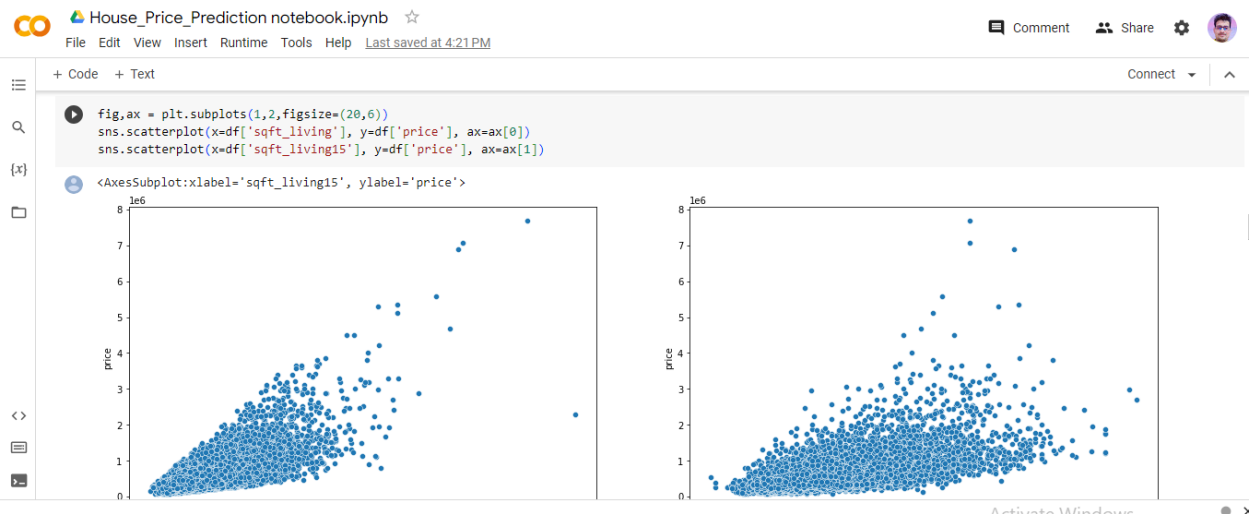 House_Price_Prediction notebook.ipynb
Comment
Share
File Edit View Insert Runtime Tools Help Last saved at 4:21 PM
+ Code + Text
Connect
fig,ax = plt.subplots(1,2,figsize=(20,6))
sns.scatterplot(x=df['sqft_living'], y=df['price'], ax=ax[0])
sns.scatterplot(x=df['sqft_living15'], y=df['price'], ax=ax[1])
{x}
<AxesSubplot:xlabel='sqft_living15', ylabel='price'>
1e6
8
7
6
5
4
3
2
1
0
price
1e6
8
7
6
5
4
3
2
1
0
price
Activate Windows